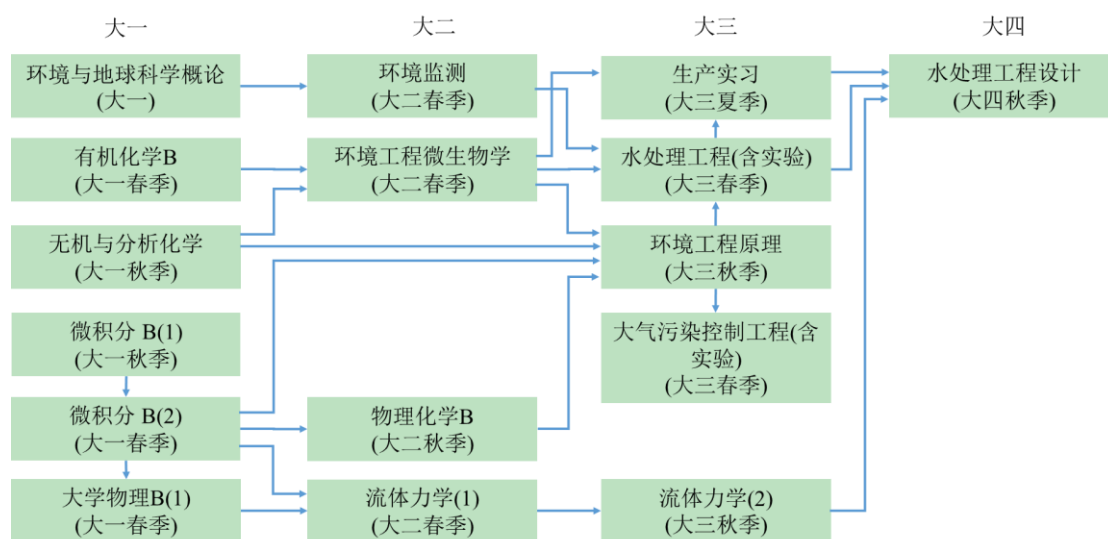 大一
大二
大三
大四
环境与地球科学概论
(大一)
环境监测
(大二春季)
生产实习
(大三夏季)
水处理工程设计
(大四秋季)
有机化学B
(大一春季)
环境工程微生物学
(大二春季)
水处理工程(含实验)
(大三春季)
无机与分析化学
(大一秋季)
环境工程原理
(大三秋季)
微积分 B(1)
(大一秋季)
大气污染控制工程(含
实验)
(大三春季)
微积分 B(2)
(大一春季)
物理化学B
(大二秋季)
大学物理B(1)
(大一春季)
流体力学(1)
(大二春季)
流体力学(2)
(大三秋季)